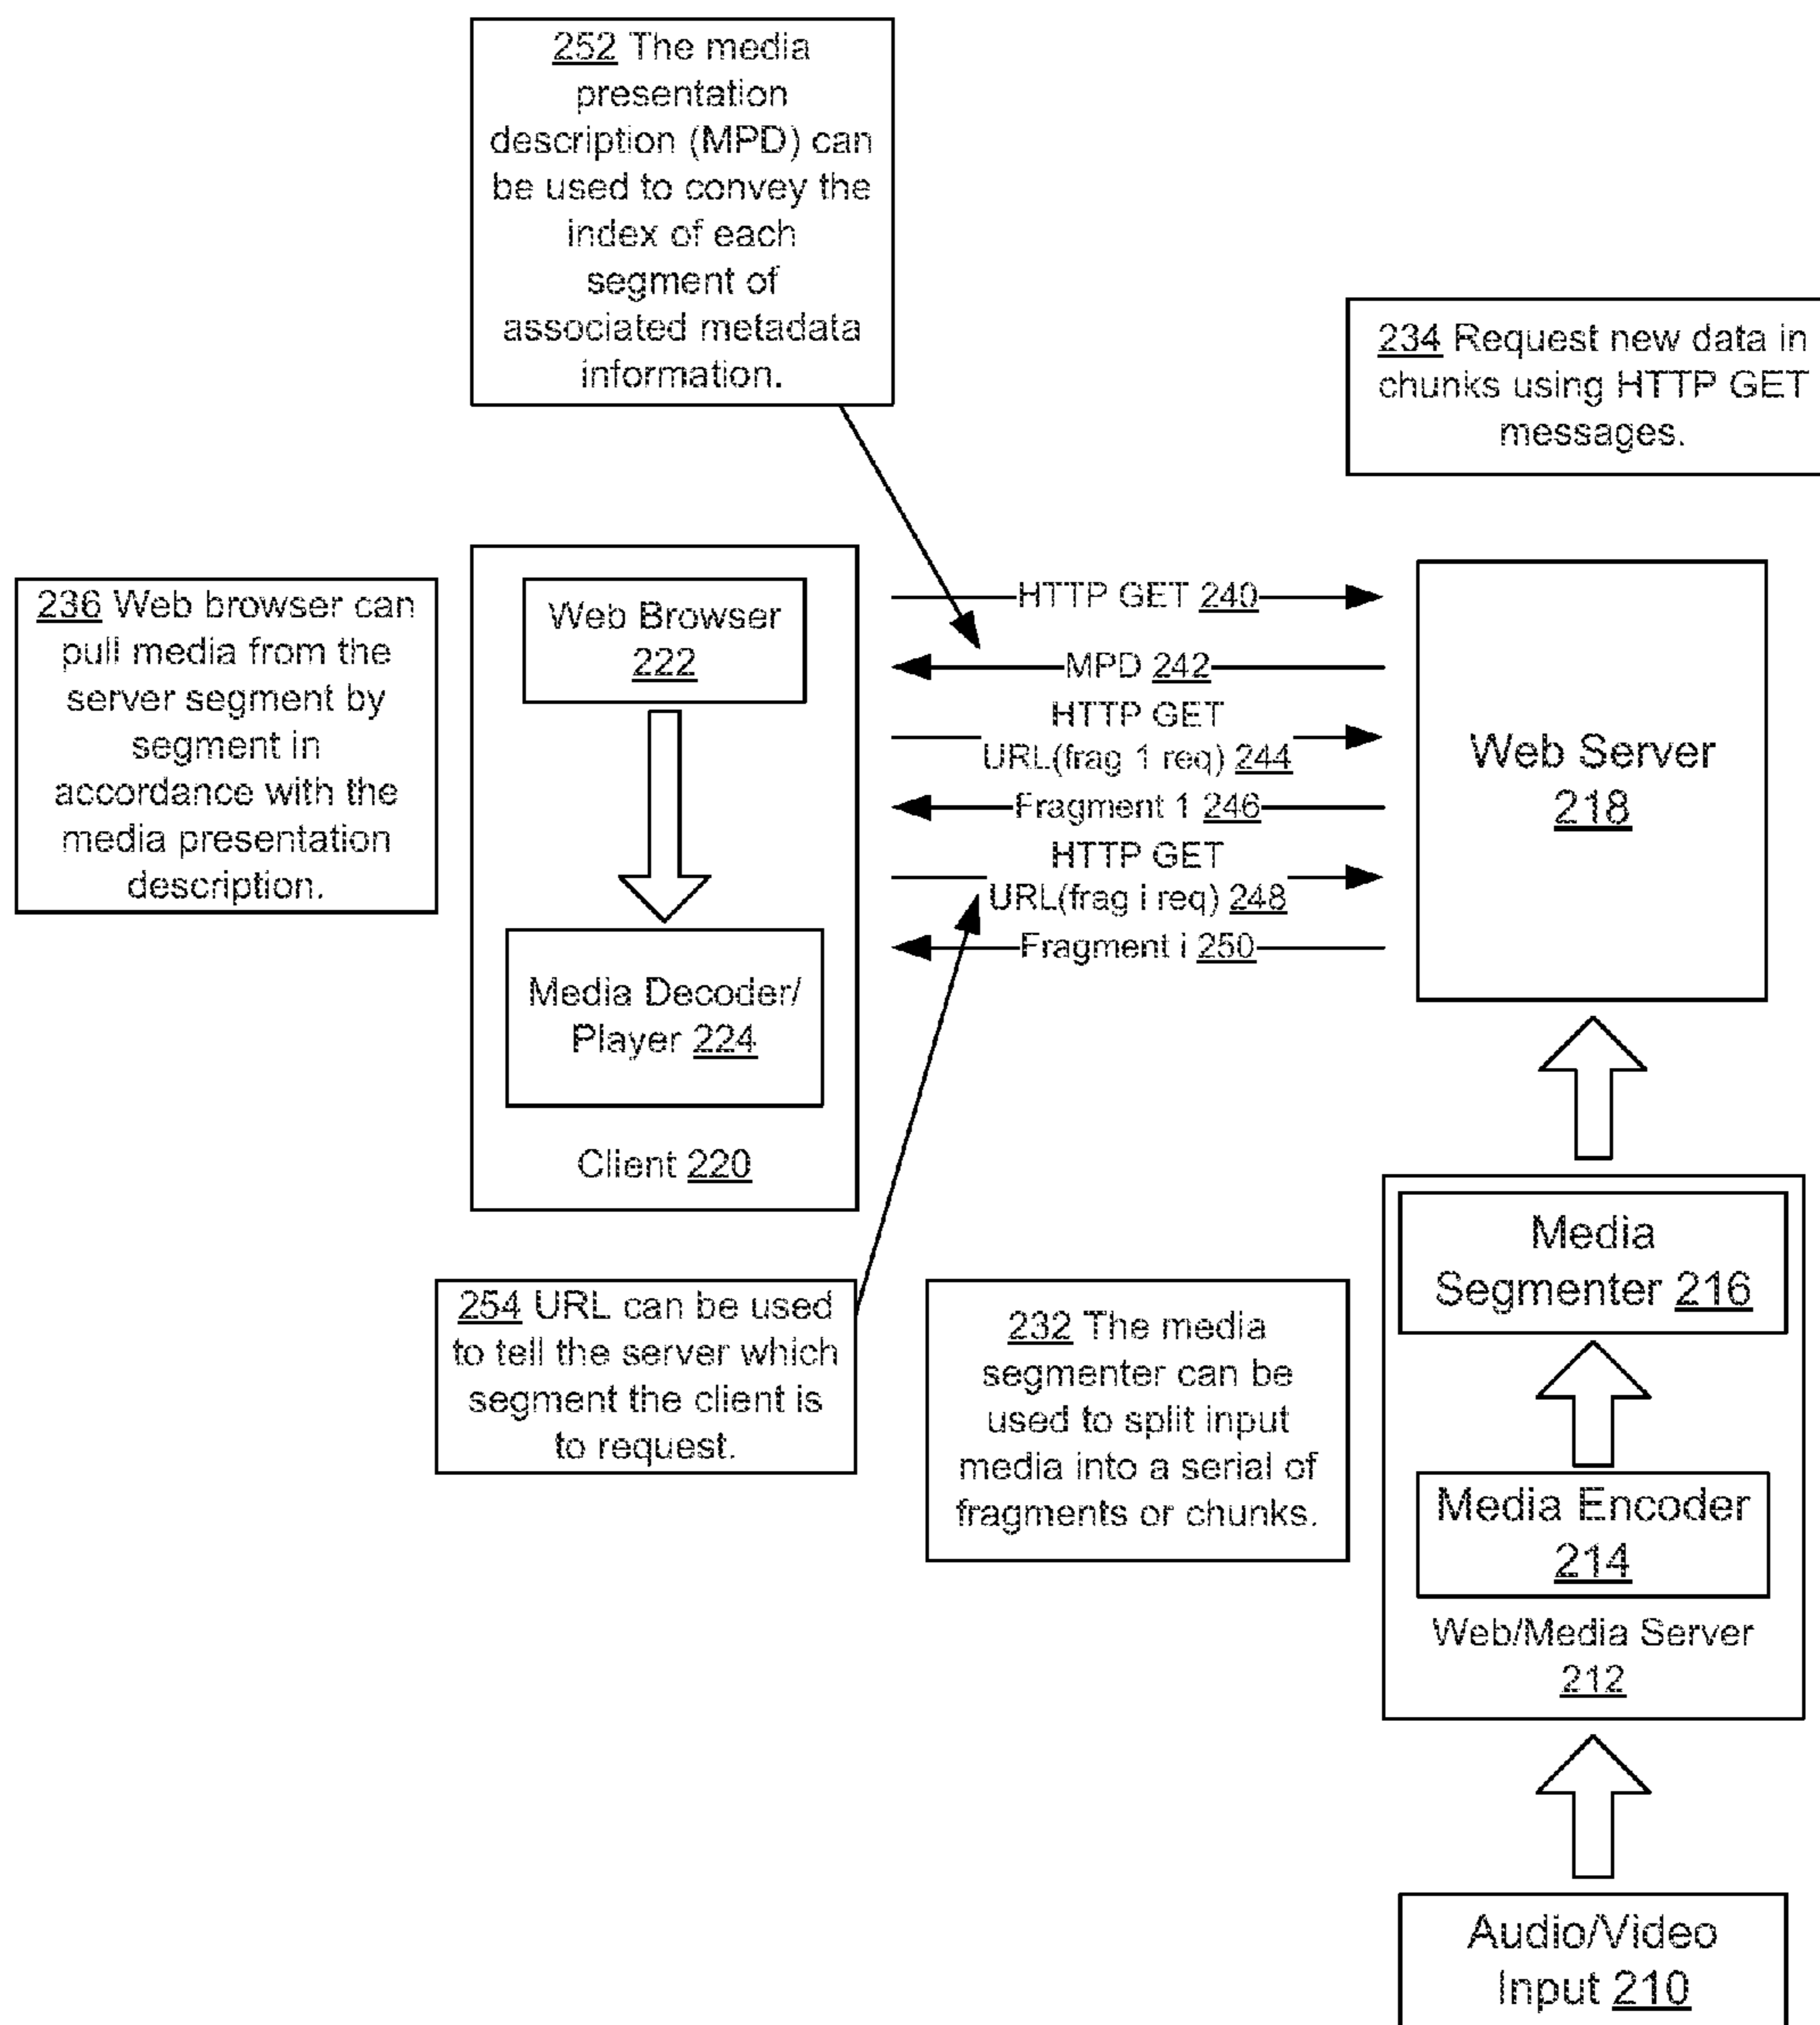 252 The media
presentation
description (MPD) can
be used to convey the
index of each
segment of
associated metadata
information.
234 Request new data in
chunks using HTTP GET
messages.
236 Web browser can
pull media from the
server segment by
segment in
accordance with the
media presentation
description.
Web Browser
222
Media Decoder/
Player 224
Client 220
HTTP GET 240
MPD 242
HTTP GET
URL(frag 1 req) 244
Fragment 1 246
HTTP GET
URL(frag i req) 248
Fragment i 250
Web Server
218
254 URL can be used
to tell the server which
segment the client is
to request.
232 The media
segmenter can be
used to split input
media into a serial of
fragments or chunks.
Media
Segmenter 216
Media Encoder
214
Web/Media Server
212
Audio/Video
Input 210